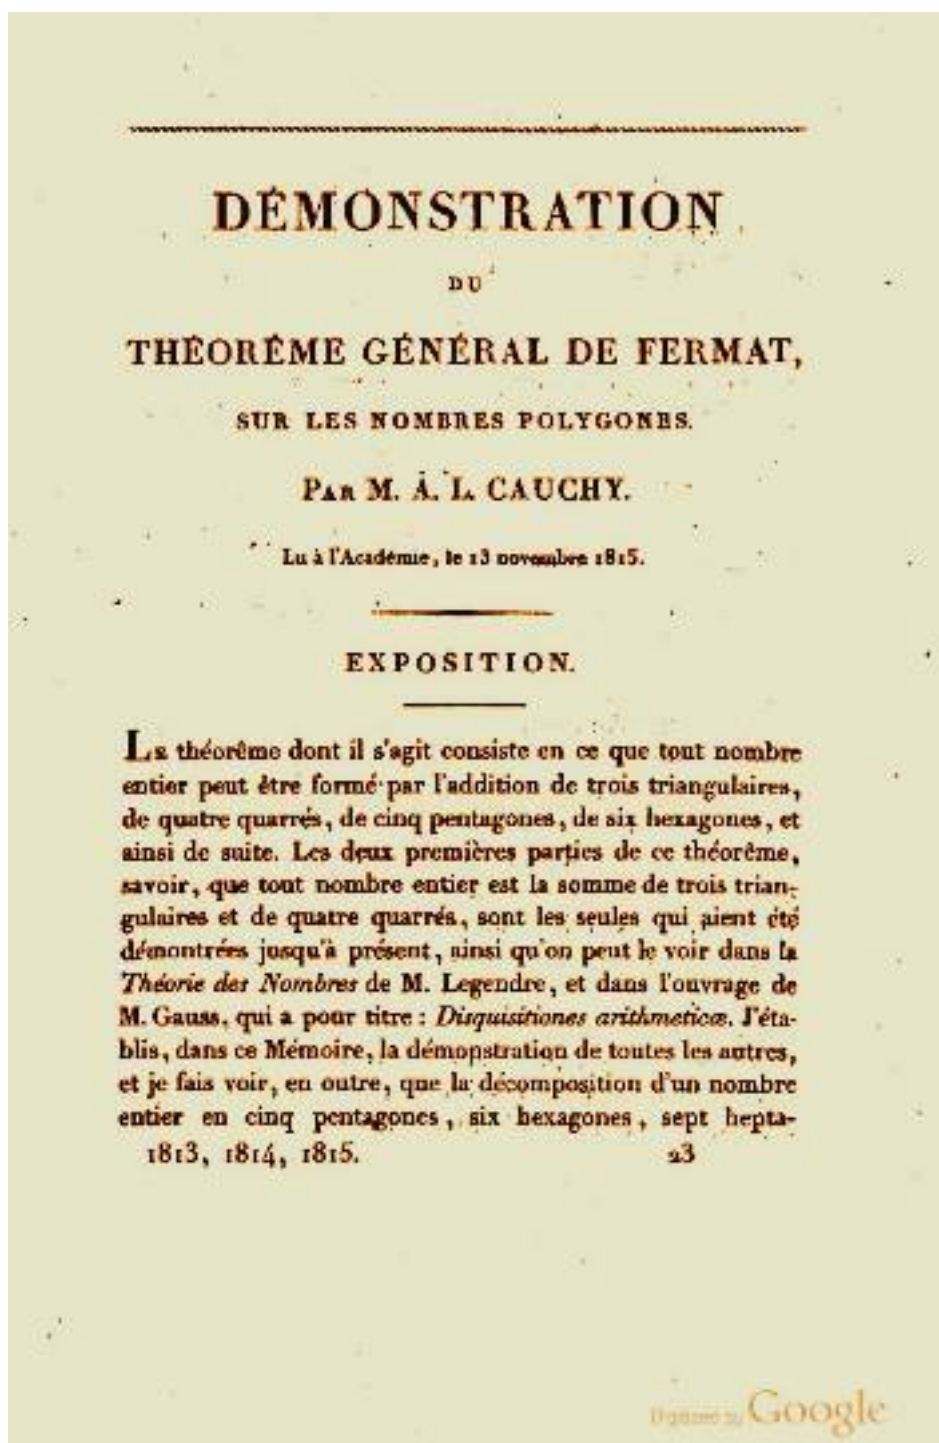 DÉMONSTRATION
DU
THÉORÊME GÉNÉRAL DE FERMAT,
SUR LES NOMBRES POLYGONES.
PAR M. A. L. CAUCHY.
Lu à l'Académie, le 13 novembre 1815.
EXPOSITION.
LE théorême dont il s'agit consiste en ce que tout nombre
entier peut être formé par l'addition de trois triangulaires,
de quatre quarrés, de cinq pentagones, de six hexagones, et
ainsi de suite. Les deux premières parties de ce théorême,
savoir, que tout nombre entier est la somme de trois trian-
gulaires et de quatre quarrés, sont les seules qui aient été
démontrées jusqu'à présent, ainsi qu'on peut le voir dans la
Théorie des Nombres de M. Legendre, et dans l'ouvrage de
M. Gauss, qui a pour titre : Disquisitiones arithmeticæ. J'éta-
blis, dans ce Mémoire, la démonstration de toutes les autres,
et je fais voir, en outre, que la décomposition d'un nombre
entier en cinq pentagones, six hexagones, sept hepta-
1813, 1814, 1815. 23
Digitized by Google